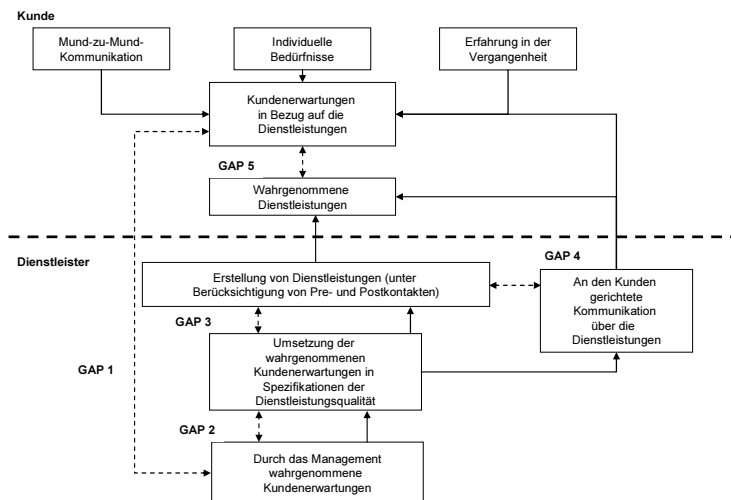 Kunde
Mund-zu-Mund-
Kommunikation
Individuelle
Bedürfnisse
Erfahrung in der
Vergangenheit
Kundenerwartungen
in Bezug auf die
Dienstleistungen
GAP 5
Wahrgenommene
Dienstleistungen
Dienstleister
GAP 4
Erstellung von Dienstleistungen (unter
Berücksichtigung von Pre- und Postkontakten)
An den Kunden
gerichtete
Kommunikation
über die
Dienstleistungen
GAP 3
Umsetzung der
wahrgenommenen
Kundenerwartungen in
Spezifikationen der
Dienstleistungsqualität
GAP 1
GAP 2
Durch das Management
wahrgenommene
Kundenerwartungen